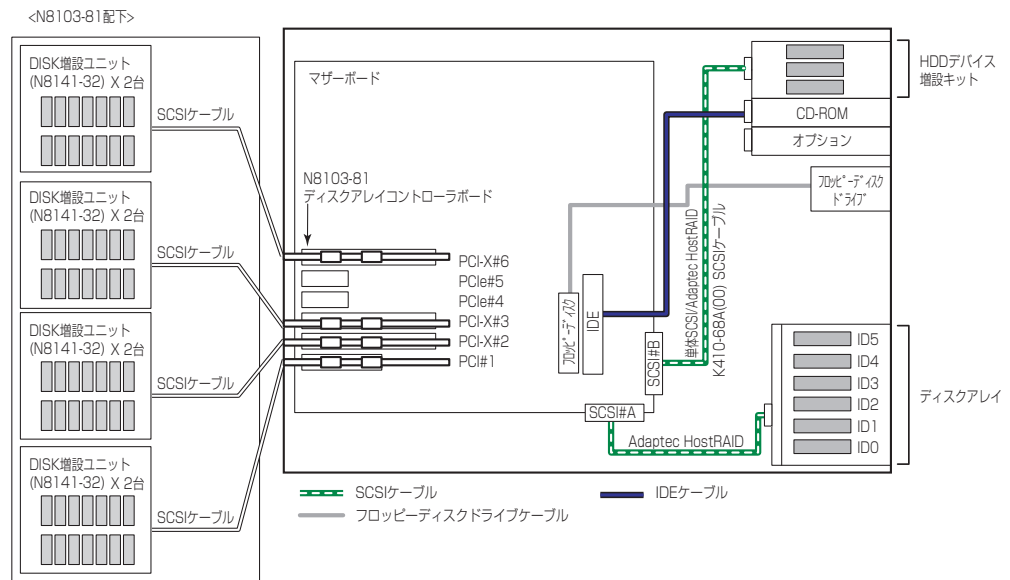 <N8103-81配下>
DISK増設ユニット
(N8141-32) X 2台
SCSIケーブル
DISK増設ユニット
(N8141-32) X 2台
SCSIケーブル
DISK増設ユニット
(N8141-32) X 2台
SCSIケーブル
DISK増設ユニット
(N8141-32) X 2台
SCSIケーブル
マザーボード
N8103-81
ディスクアレイコントローラボード
PCI-X#6
PCIe#5
PCIe#4
PCI-X#3
PCI-X#2
PCI#1
フロッピーディスク
IDE
SCSI#B
SCSI#A
単体SCSI/Adaptec HostRAID
K410-68A(00) SCSIケーブル
Adaptec HostRAID
HDDデバイス
増設キット
CD-ROM
オプション
フロッピーディスク
ドライブ
ID5
ID4
ID3
ID2
ID1
ID0
ディスクアレイ
SCSIケーブル
IDEケーブル
フロッピーディスクドライブケーブル